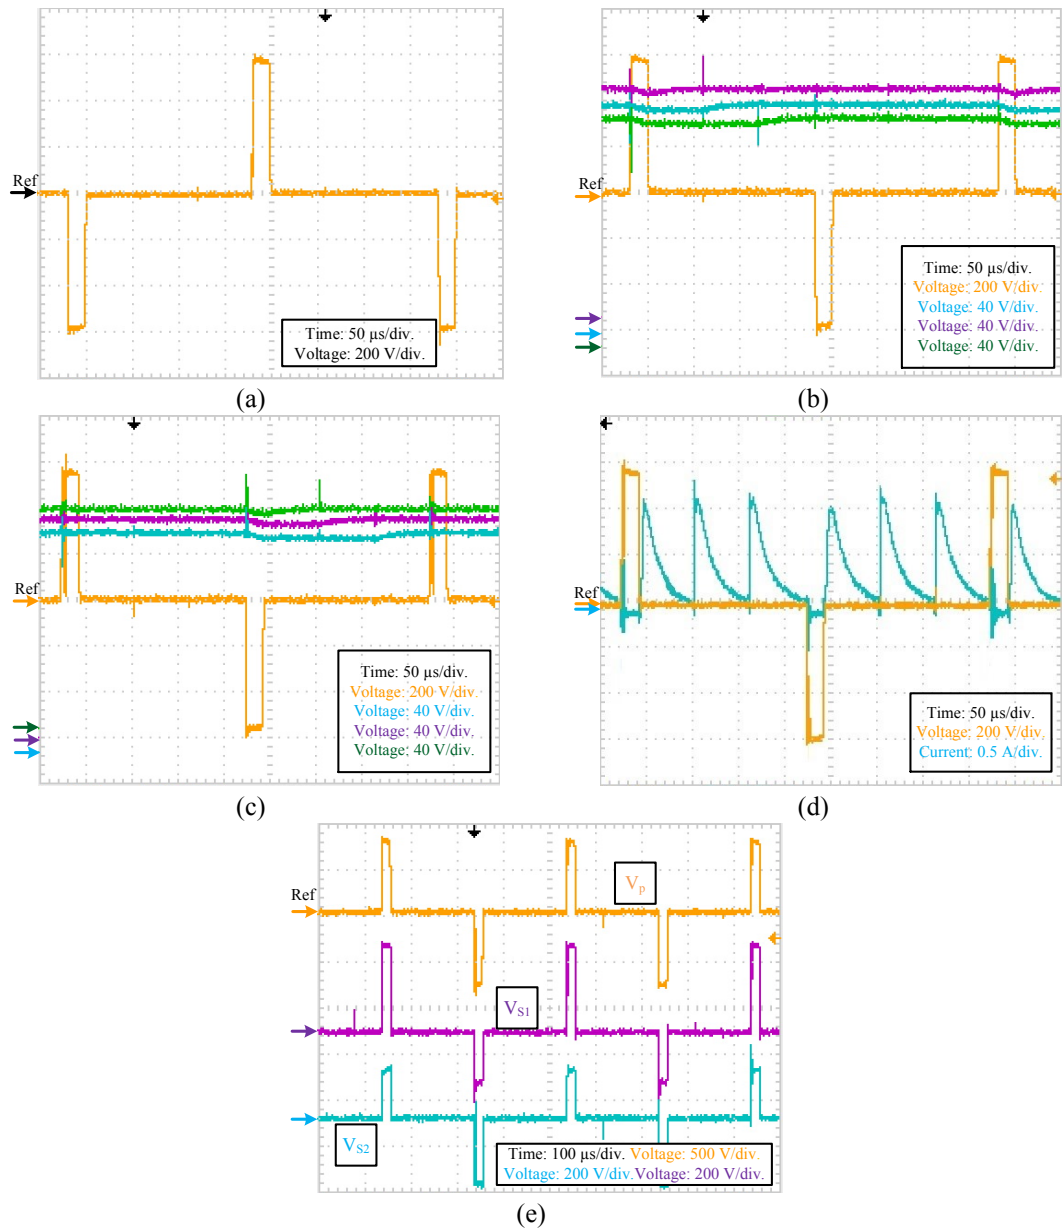 Ref
Time: 50 µs/div.
Voltage: 200 V/div.
(a)
Ref
Time: 50 µs/div.
Voltage: 200 V/div.
Voltage: 40 V/div.
Voltage: 40 V/div.
Voltage: 40 V/div.
(b)
Ref
Time: 50 µs/div.
Voltage: 200 V/div.
Voltage: 40 V/div.
Voltage: 40 V/div.
Voltage: 40 V/div.
(c)
Ref
Time: 50 µs/div.
Voltage: 200 V/div.
Current: 0.5 A/div.
(d)
Ref
Vp
VS1
VS2
Time: 100 µs/div. Voltage: 500 V/div.
Voltage: 200 V/div. Voltage: 200 V/div.
(e)